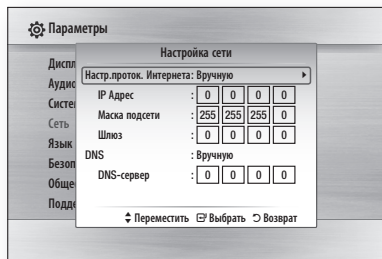 Параметры
Настройка сети
Диспл
Настр.проток. Интернета: Вручную
Аудио
IP Адрес : 0 0 0 0
Систе
Маска подсети : 255 255 255 0
Сеть
Шлюз : 0 0 0 0
Язык
DNS : Вручную
Безоп
DNS-сервер : 0 0 0 0
Обще
Подде
Переместить Выбрать Возврат